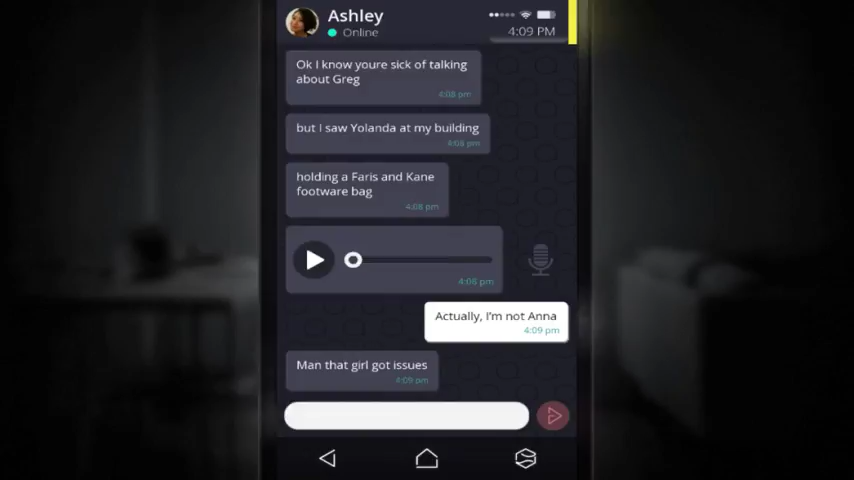 Ashley
Online
4:09 PM
Ok I know youre sick of talking
about Greg
4:08 pm
but I saw Yolanda at my building
4:08 pm
holding a Faris and Kane
footware bag
4:08 pm
4:08 pm
Actually, I'm not Anna
4:09 pm
Man that girl got issues
4:09 pm